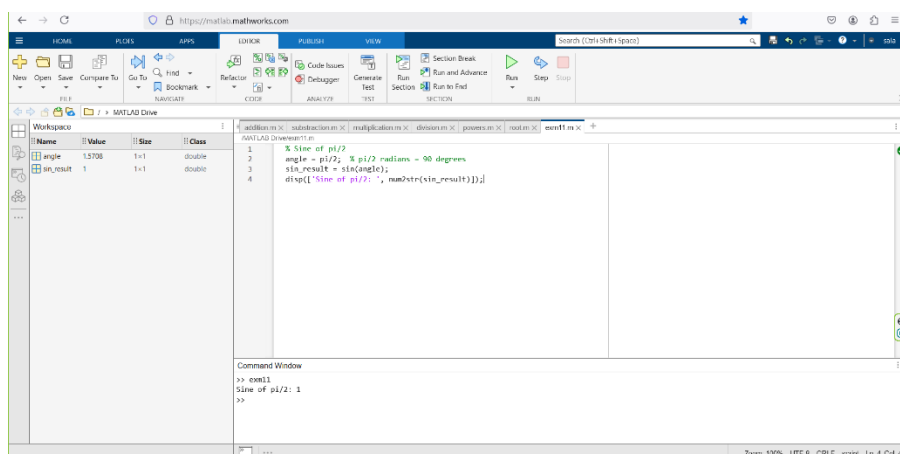 https://matlab.mathworks.com
HOME PLOTS APPS EDITOR PUBLISH VIEW
Search (Ctrl+Shift+Space)
sala
New Open Save Compare To Go To Find Bookmark Refactor Code Issues Debugger Generate Test Run Section Section Break Run and Advance Run to End Run Step Stop
FILE NAVIGATE CODE ANALYZE TEST SECTION RUN
/ > MATLAB Drive
Workspace
Name Value Size Class
angle 1.5708 1×1 double
sin_result 1 1×1 double
addition.m × substraction.m × multiplication.m × division.m × powers.m × root.m × exm11.m × +
/MATLAB Drive/exm11.m
1 % Sine of pi/2
2 angle = pi/2; % pi/2 radians = 90 degrees
3 sin_result = sin(angle);
4 disp(['Sine of pi/2: ', num2str(sin_result)]);
Command Window
>> exm11
Sine of pi/2: 1
>>
Zoom: 100% UTF-8 CRLF script